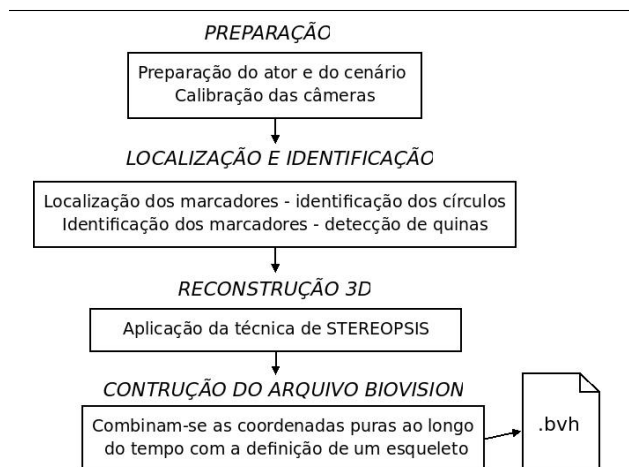 PREPARAÇÃO
Preparação do ator e do cenário
Calibração das câmeras
LOCALIZAÇÃO E IDENTIFICAÇÃO
Localização dos marcadores - identificação dos círculos
Identificação dos marcadores - detecção de quinas
RECONSTRUÇÃO 3D
Aplicação da técnica de STEREOPSIS
CONTRUÇÃO DO ARQUIVO BIOVISION
Combinam-se as coordenadas puras ao longo
do tempo com a definição de um esqueleto
.bvh